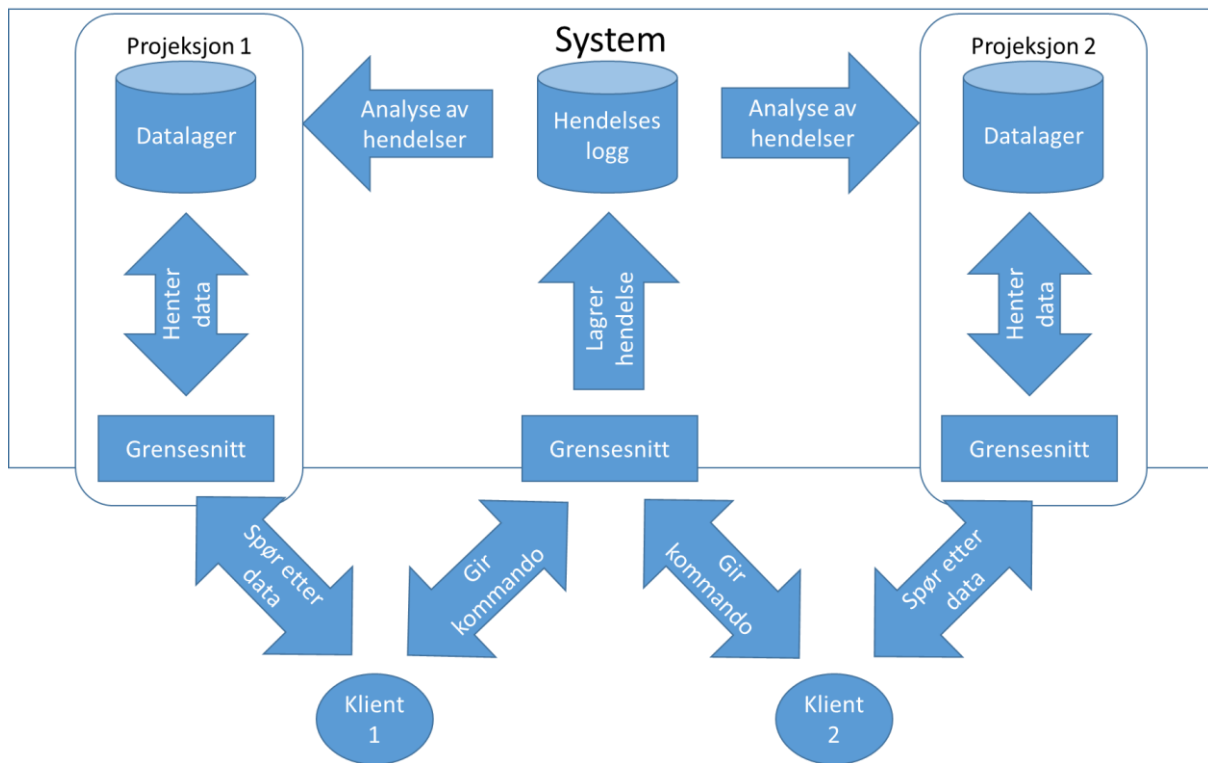 System
Projeksjon 1
Projeksjon 2
Datalager
Analyse av
hendelser
Hendelses
logg
Analyse av
hendelser
Datalager
Henter
data
Lagrer
hendelse
Henter
data
Grensesnitt
Grensesnitt
Grensesnitt
Spør etter
data
Gir
kommando
Gir
kommando
Spør etter
data
Klient
1
Klient
2